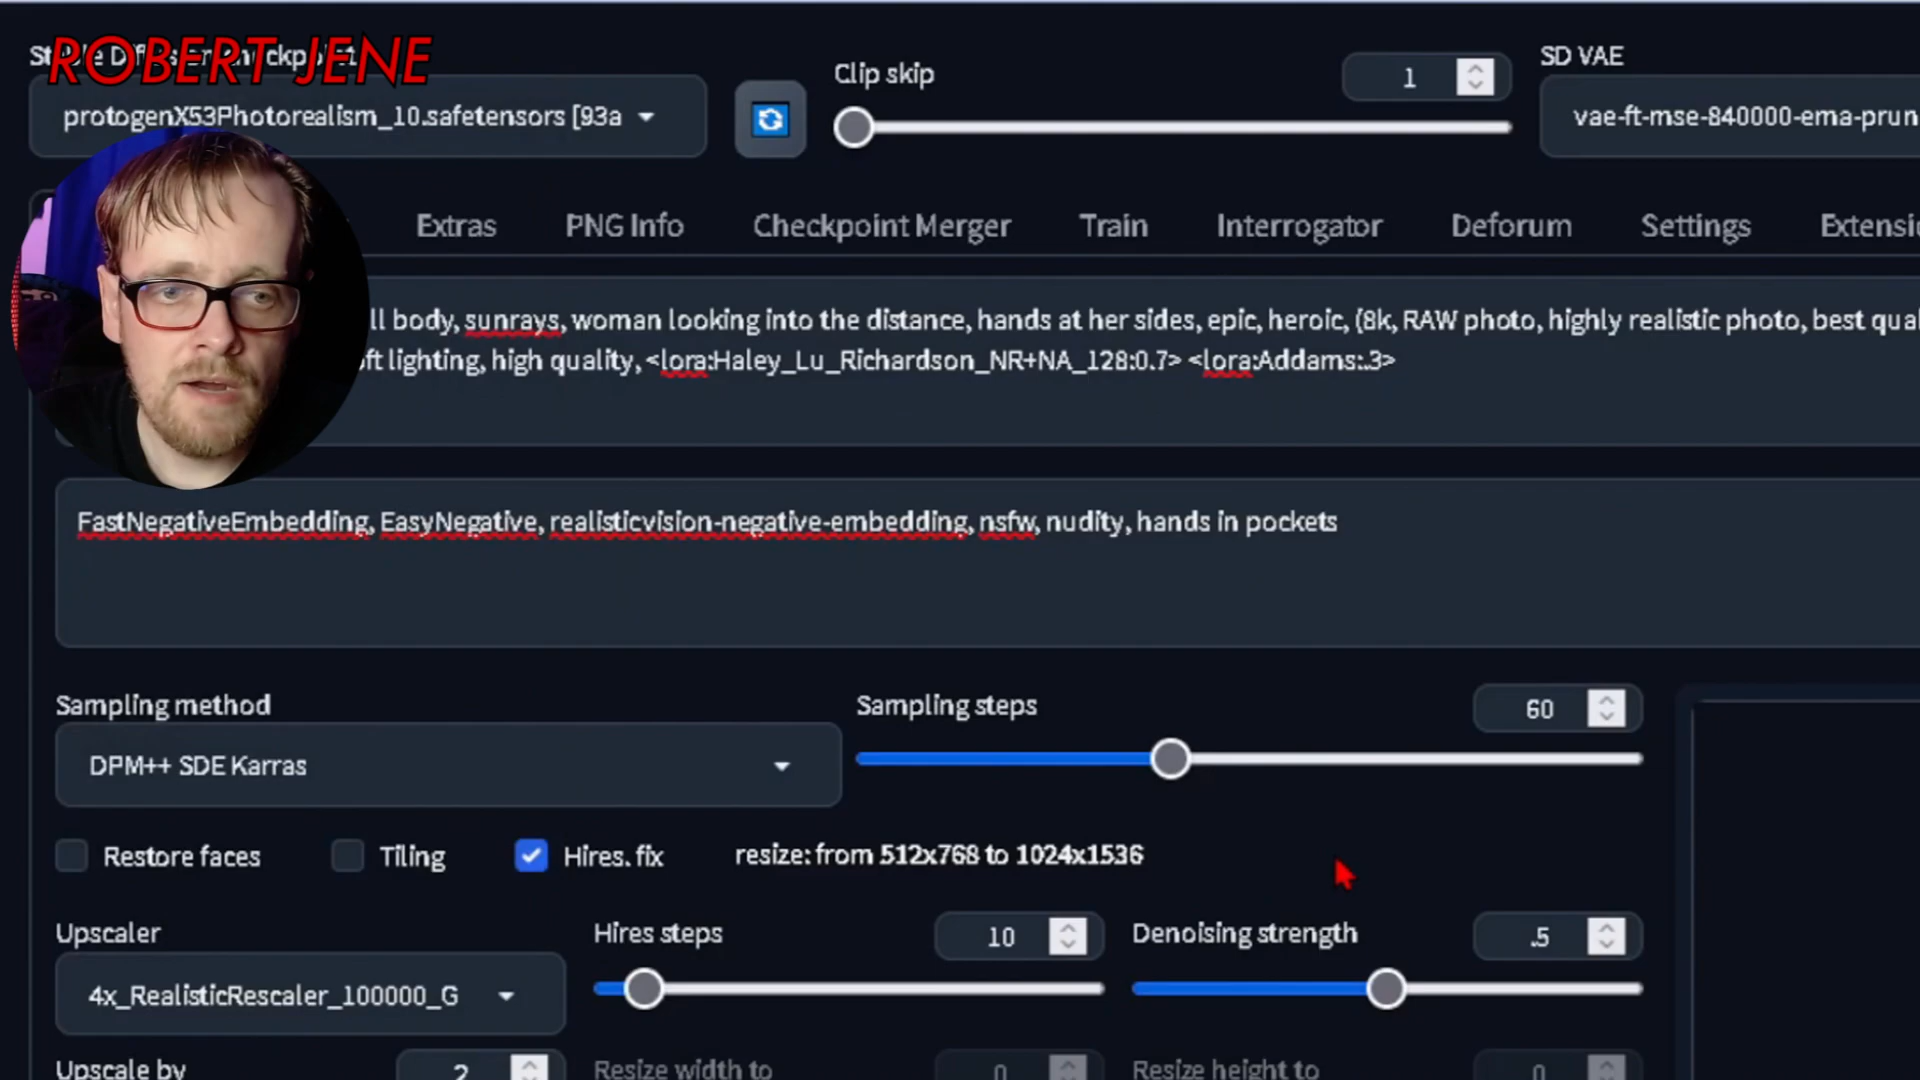 ROBERT JENE
Clip skip
1
SD VAE
protogenX53Photorealism_10.safetensors [93a
vae-ft-mse-840000-ema-prun
Extras
PNG Info
Checkpoint Merger
Train
Interrogator
Deforum
Settings
Extensi
ll body, sunrays, woman looking into the distance, hands at her sides, epic, heroic, (8k, RAW photo, highly realistic photo, best qual
ft lighting, high quality, <lora:Haley_Lu_Richardson_NR+NA_128:0.7> <lora:Addams:.3>
FastNegativeEmbedding, EasyNegative, realisticvision-negative-embedding, nsfw, nudity, hands in pockets
Sampling method
Sampling steps
60
DPM++ SDE Karras
Restore faces
Tiling
Hires. fix
resize: from 512x768 to 1024x1536
Upscaler
Hires steps
10
Denoising strength
.5
4x_RealisticRescaler_100000_G
Upscale by
2
Resize width to
0
Resize height to
0